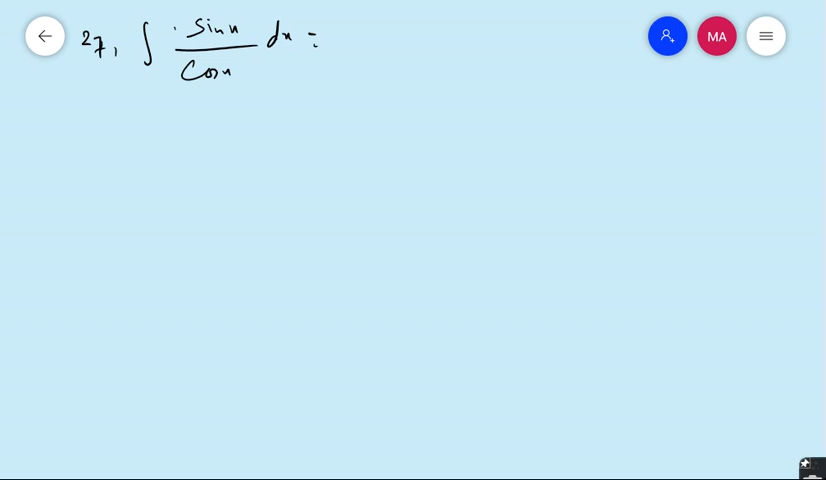 27, ∫ sinx / cosx dx =
MA